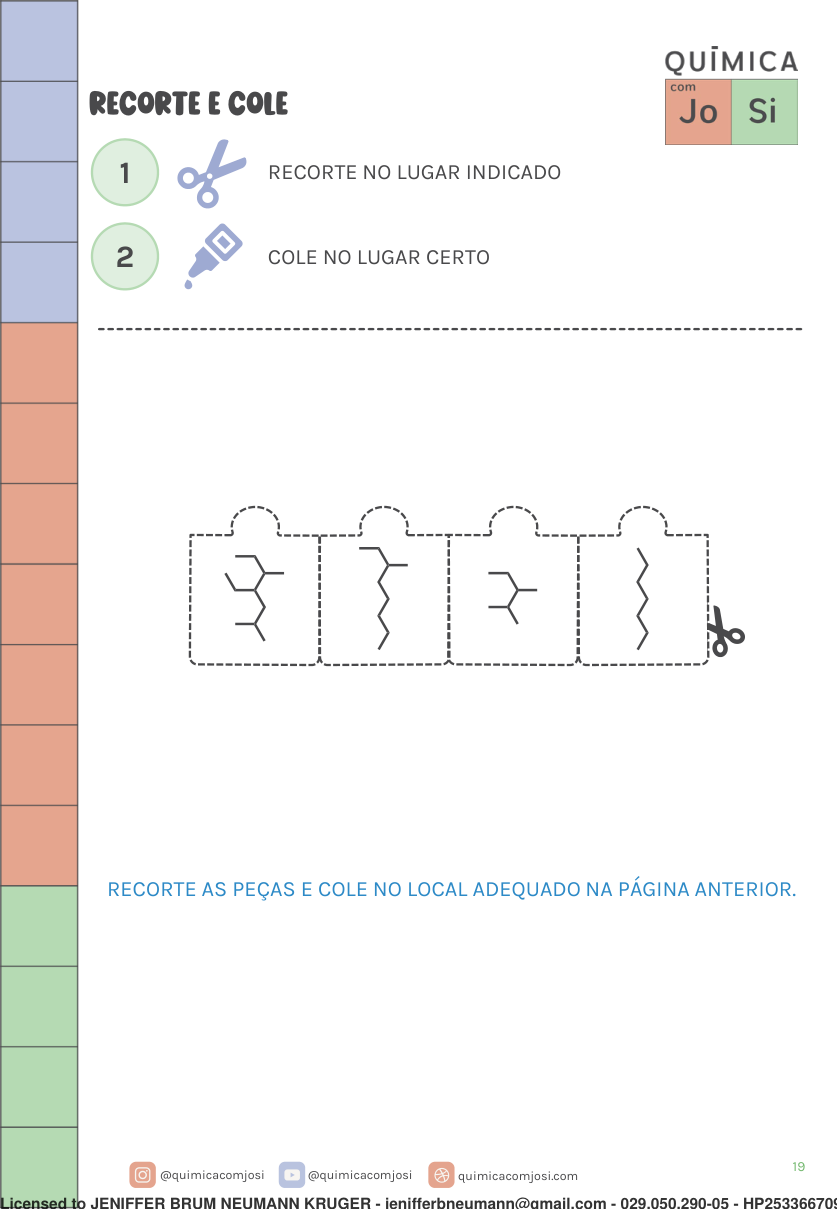 QUÍMICA
com
Jo Si
RECORTE E COLE
1
RECORTE NO LUGAR INDICADO
2
COLE NO LUGAR CERTO
RECORTE AS PEÇAS E COLE NO LOCAL ADEQUADO NA PÁGINA ANTERIOR.
19
@quimicacomjosi @quimicacomjosi quimicacomjosi.com
Licensed to JENIFFER BRUM NEUMANN KRUGER - jenifferbneumann@gmail.com - 029.050.290-05 - HP253366709